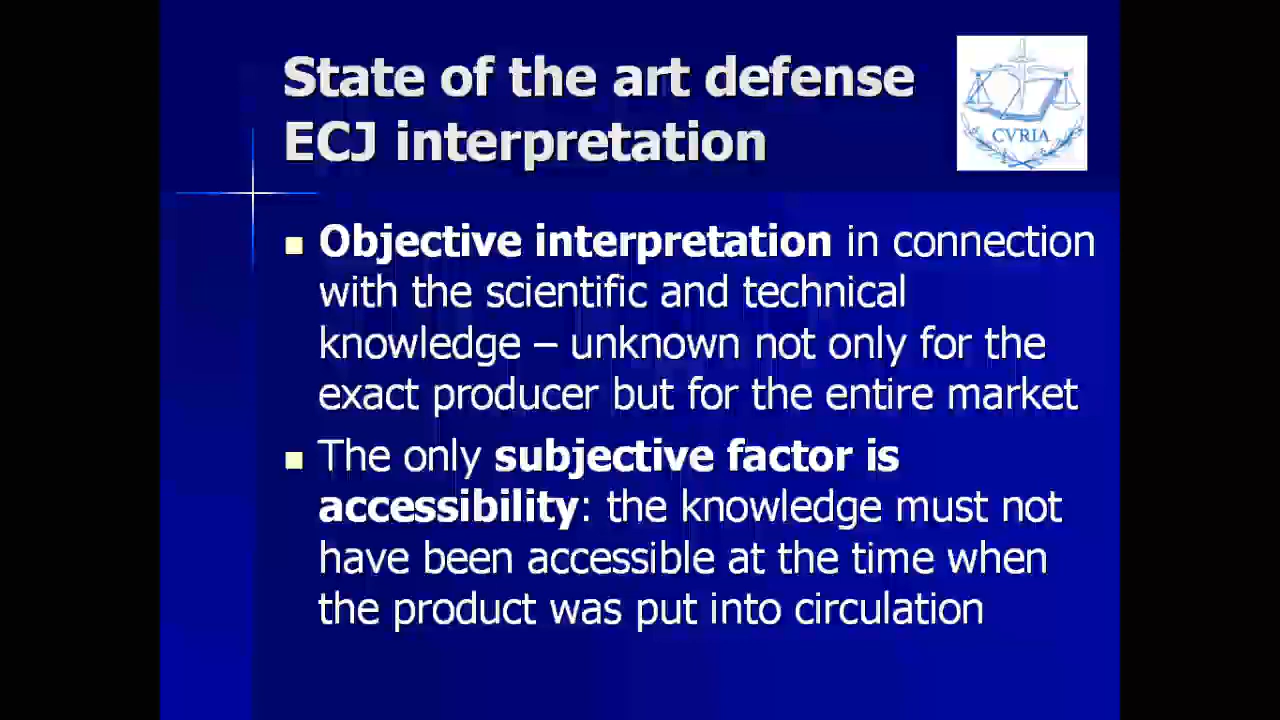 State of the art defense
ECJ interpretation
CVRIA
Objective interpretation in connection
with the scientific and technical
knowledge – unknown not only for the
exact producer but for the entire market
The only subjective factor is
accessibility: the knowledge must not
have been accessible at the time when
the product was put into circulation